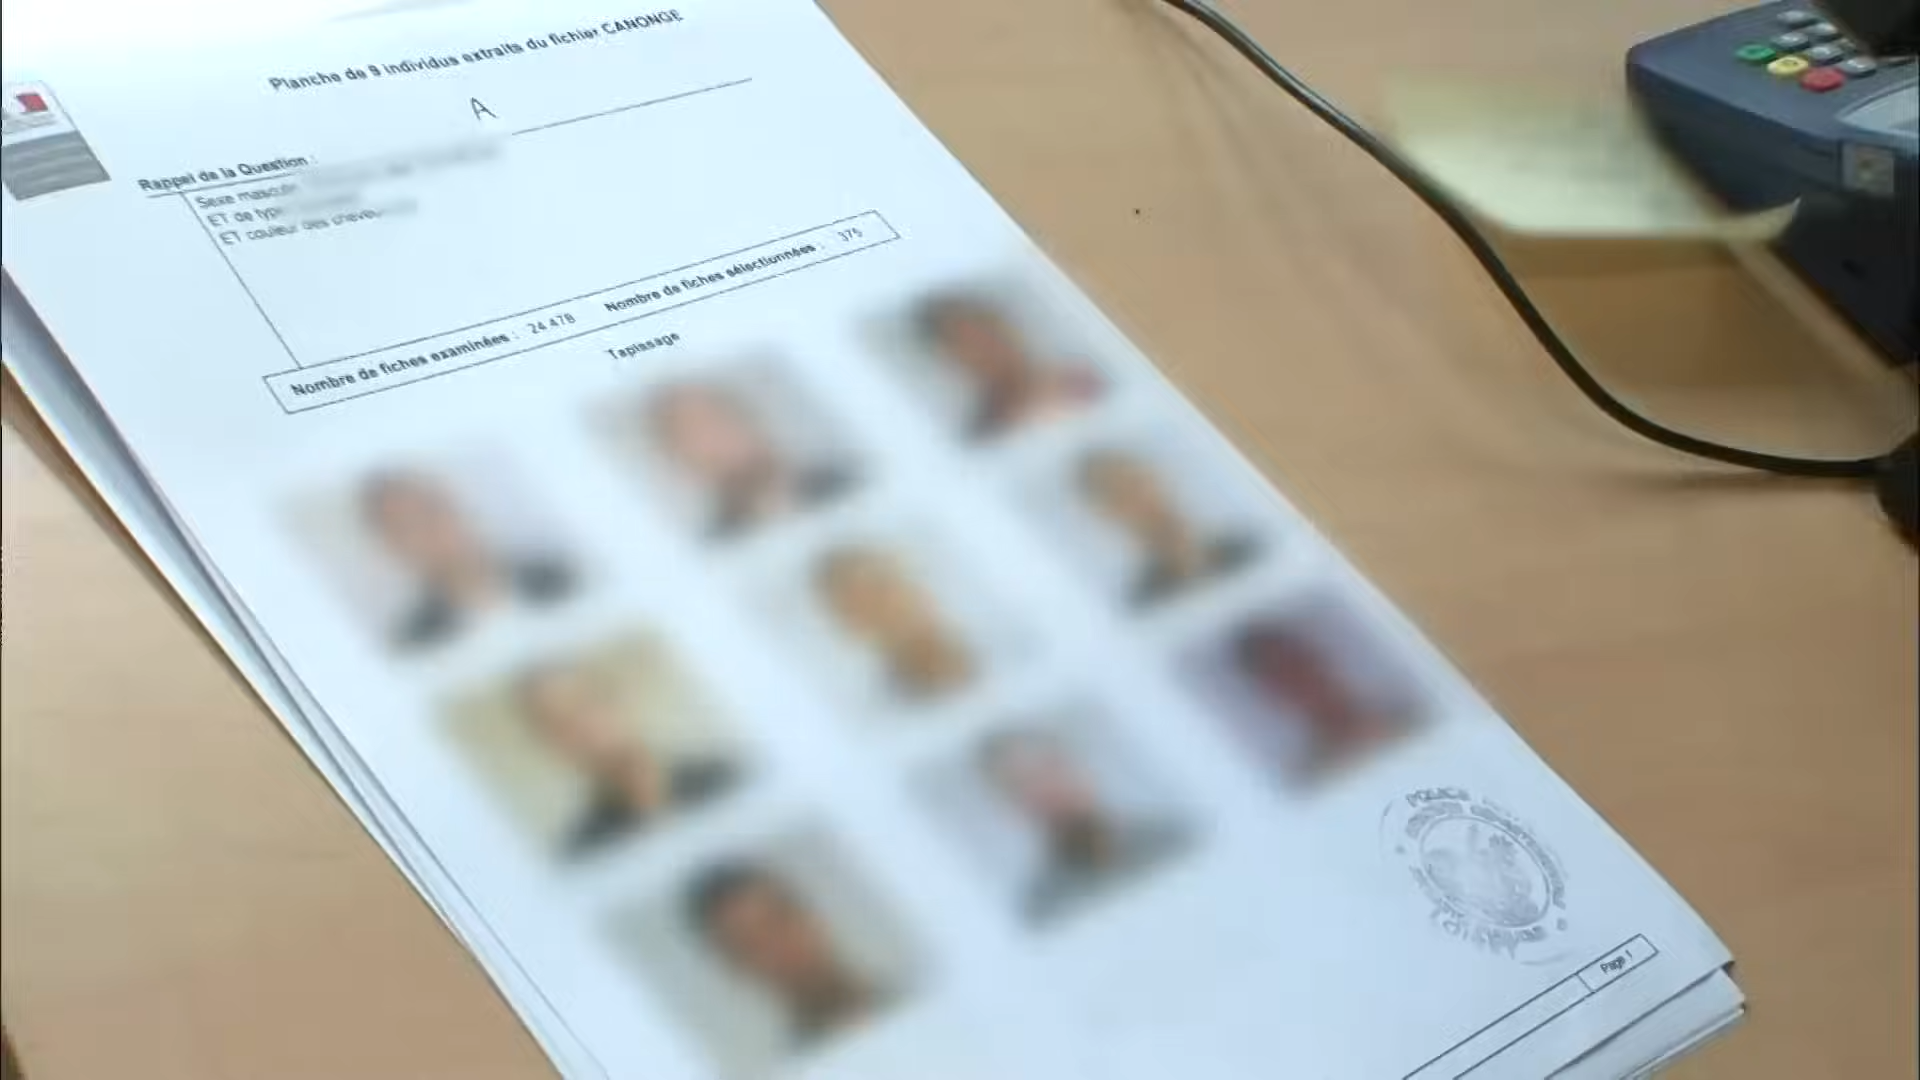 Planche de 9 individus extraits du fichier CANONGE
A
Rappel de la Question :
Sexe mascul
ET de type
ET couleur des cheveu
Nombre de fiches examinées : 24 478 Nombre de fiches sélectionnées : 375
Tapissage
POLICE
Page 1